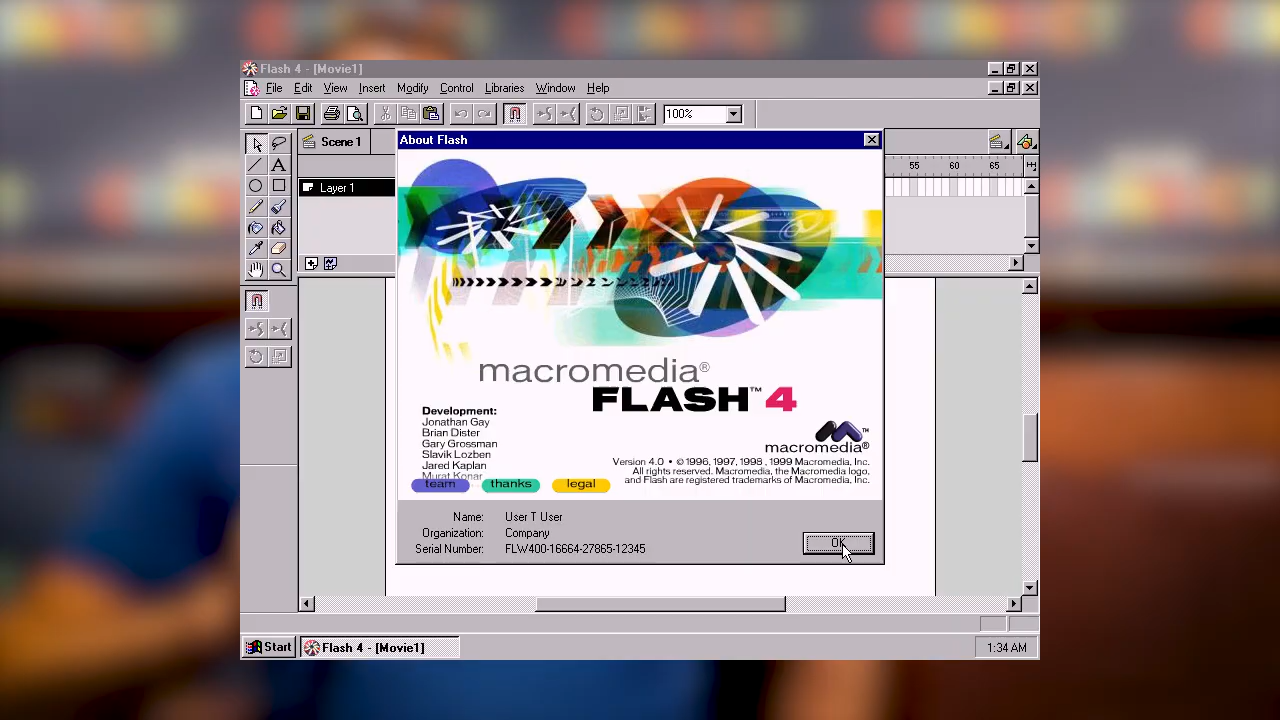 Flash 4 - [Movie1]
File Edit View Insert Modify Control Libraries Window Help
100%
Scene 1
About Flash
55 60 65
Layer 1
macromedia®
FLASH™ 4
Development:
Jonathan Gay
Brian Dister
Gary Grossman
Slavik Lozben
Jared Kaplan
Murat Konar
macromedia®
Version 4.0 • © 1996, 1997, 1998 , 1999 Macromedia, Inc.
All rights reserved. Macromedia, the Macromedia logo,
and Flash are registered trademarks of Macromedia, Inc.
team thanks legal
Name: User T User
Organization: Company
Serial Number: FLW400-16664-27865-12345
OK
Start Flash 4 - [Movie1] 1:34 AM